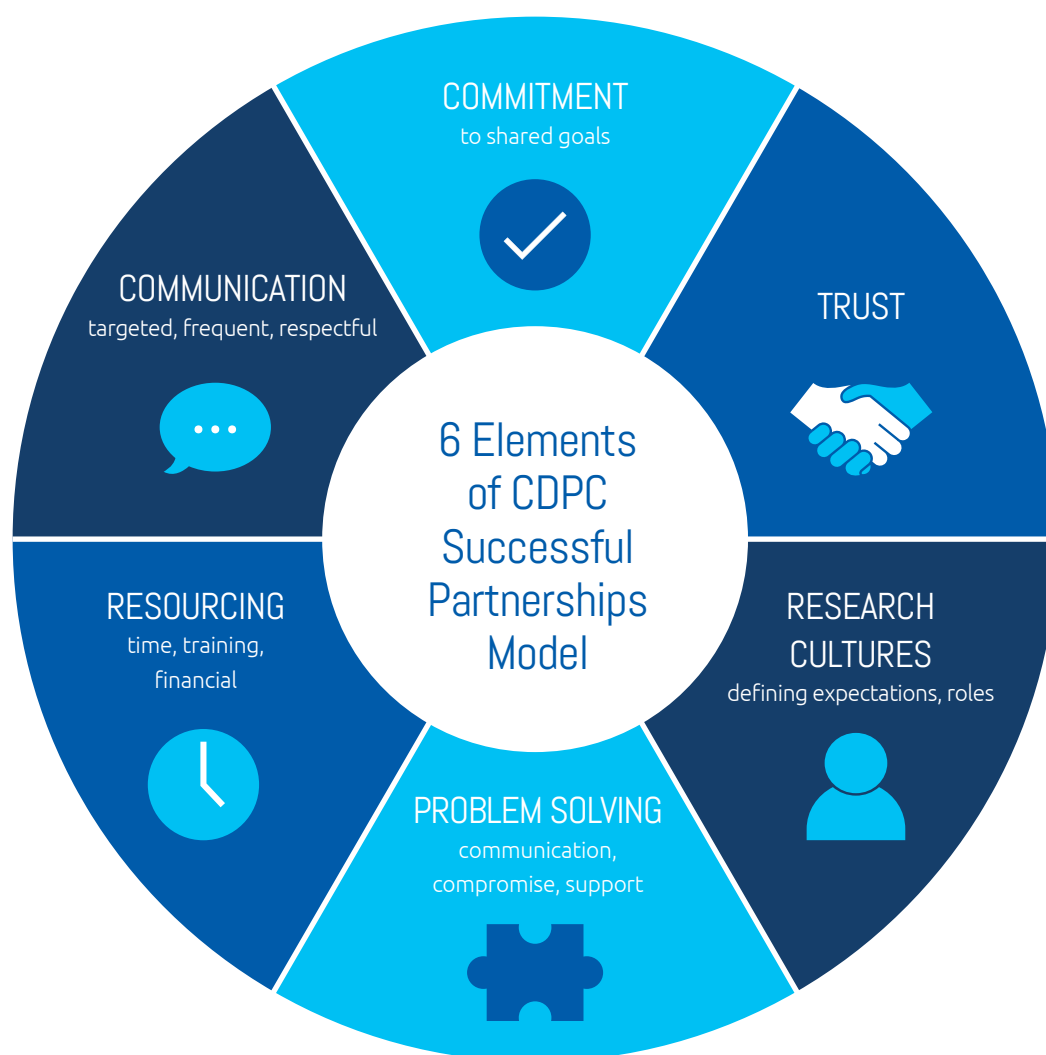 COMMITMENT
to shared goals
TRUST
RESEARCH
CULTURES
defining expectations, roles
PROBLEM SOLVING
communication,
compromise, support
RESOURCING
time, training,
financial
COMMUNICATION
targeted, frequent, respectful
6 Elements
of CDPC
Successful
Partnerships
Model